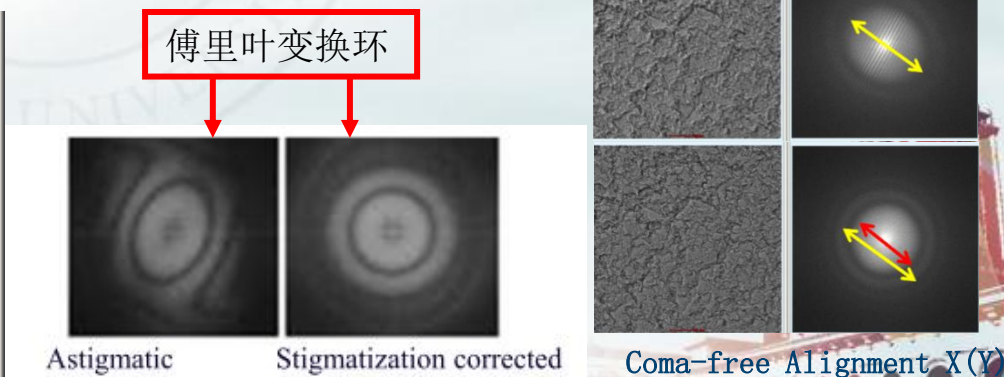 傅里叶变换环
Astigmatic
Stigmatization corrected
Coma-free Alignment X(Y)